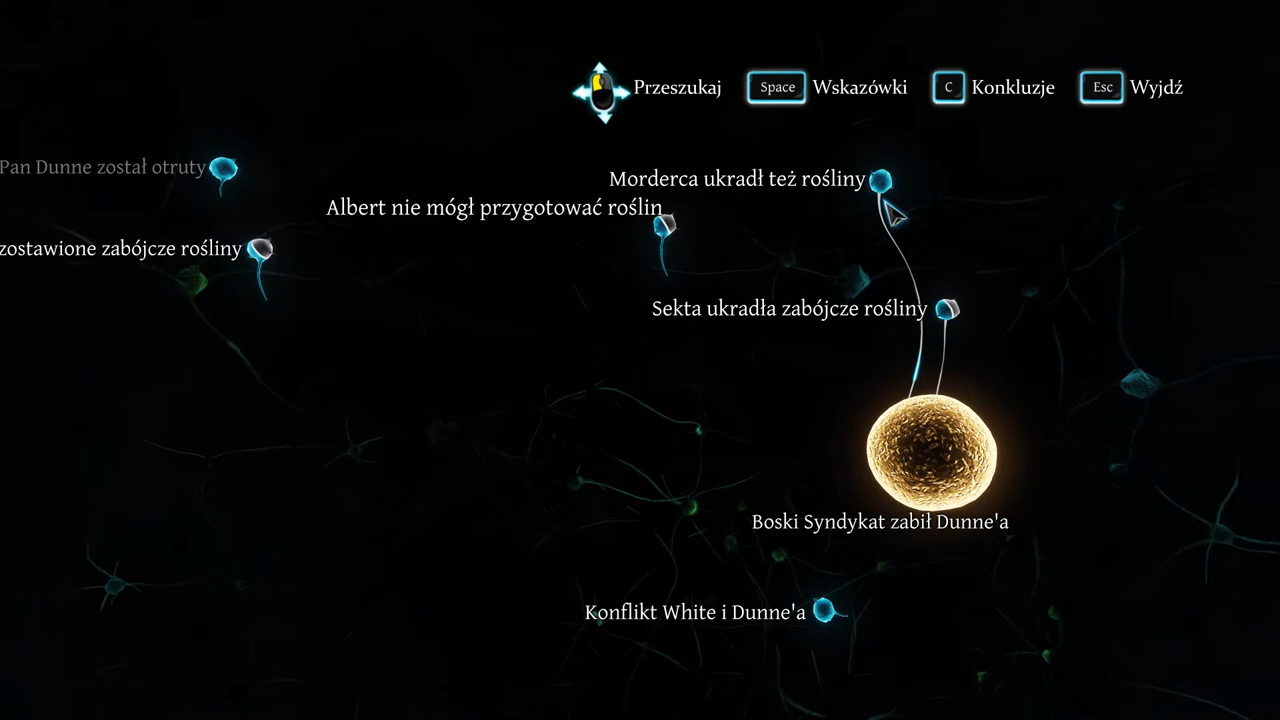 Przeszukaj
Space
Wskazówki
C
Konkluzje
Esc
Wyjdź
Pan Dunne został otruty
Morderca ukradł też rośliny
Albert nie mógł przygotować roślin
zostawione zabójcze rośliny
Sekta ukradła zabójcze rośliny
Boski Syndykat zabił Dunne'a
Konflikt White i Dunne'a